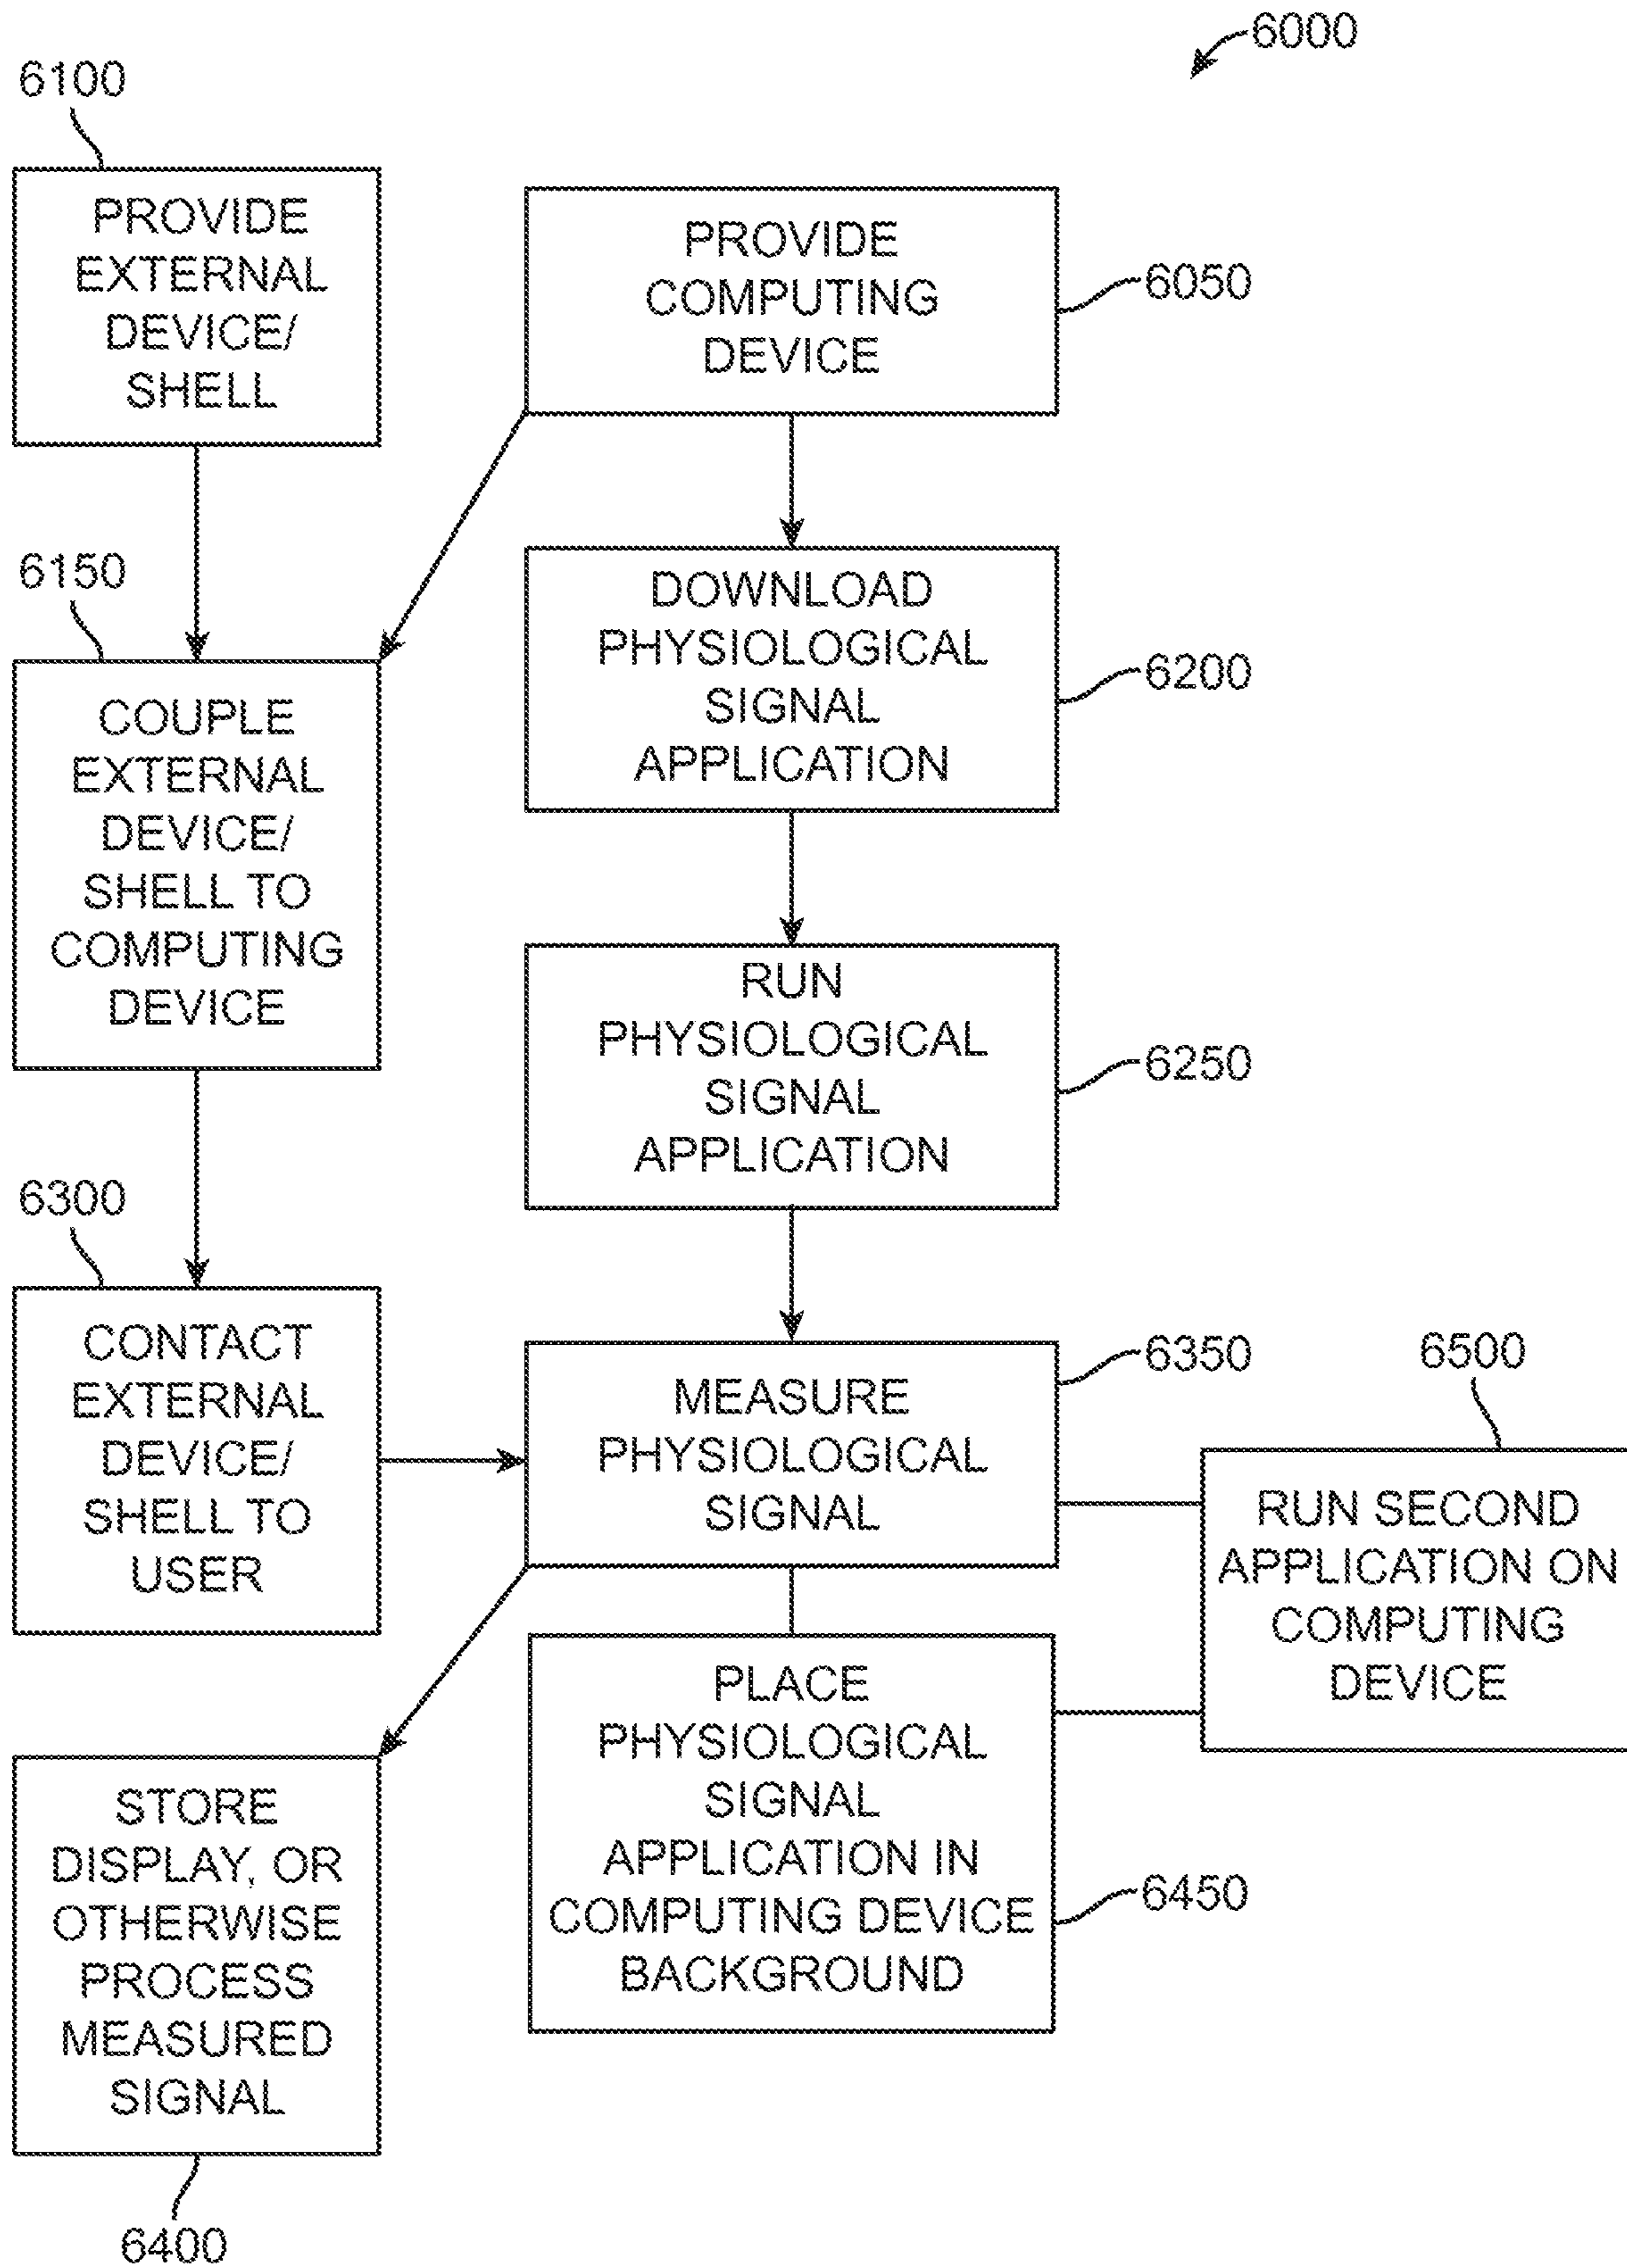 6000
6100
PROVIDE
EXTERNAL
DEVICE/
SHELL
PROVIDE
COMPUTING
DEVICE
6050
6150
COUPLE
EXTERNAL
DEVICE/
SHELL TO
COMPUTING
DEVICE
DOWNLOAD
PHYSIOLOGICAL
SIGNAL
APPLICATION
6200
RUN
PHYSIOLOGICAL
SIGNAL
APPLICATION
6250
6300
CONTACT
EXTERNAL
DEVICE/
SHELL TO
USER
MEASURE
PHYSIOLOGICAL
SIGNAL
6350
6500
RUN SECOND
APPLICATION ON
COMPUTING
DEVICE
PLACE
PHYSIOLOGICAL
SIGNAL
APPLICATION IN
COMPUTING DEVICE
BACKGROUND
6450
STORE
DISPLAY, OR
OTHERWISE
PROCESS
MEASURED
SIGNAL
6400